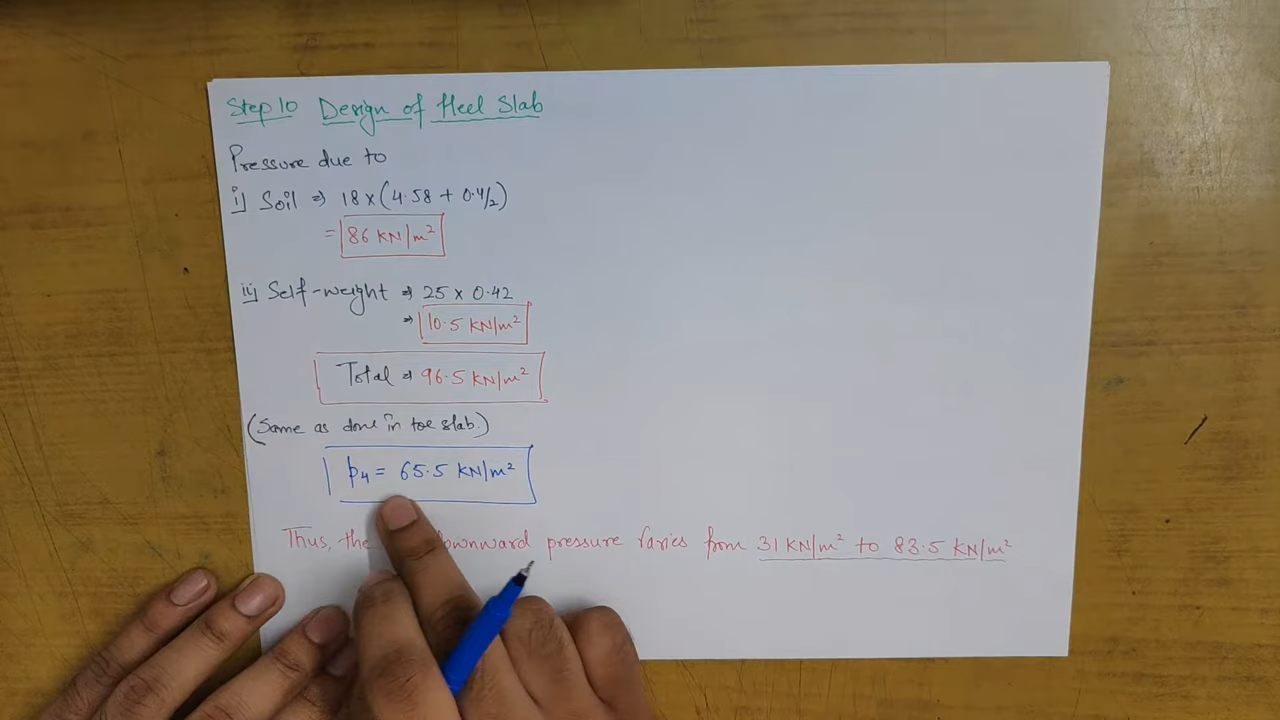 Step 10 Design of Heel Slab
Pressure due to
i] Soil ⇒ 18 × (4.58 + 0.4/2)
= 86 KN/m²
ii] Self-weight ⇒ 25 × 0.42
⇒ 10.5 KN/m²
Total ⇒ 96.5 KN/m²
(Same as done in toe slab.)
p₄ = 65.5 KN/m²
Thus, the downward pressure varies from 31 KN/m² to 83.5 KN/m²